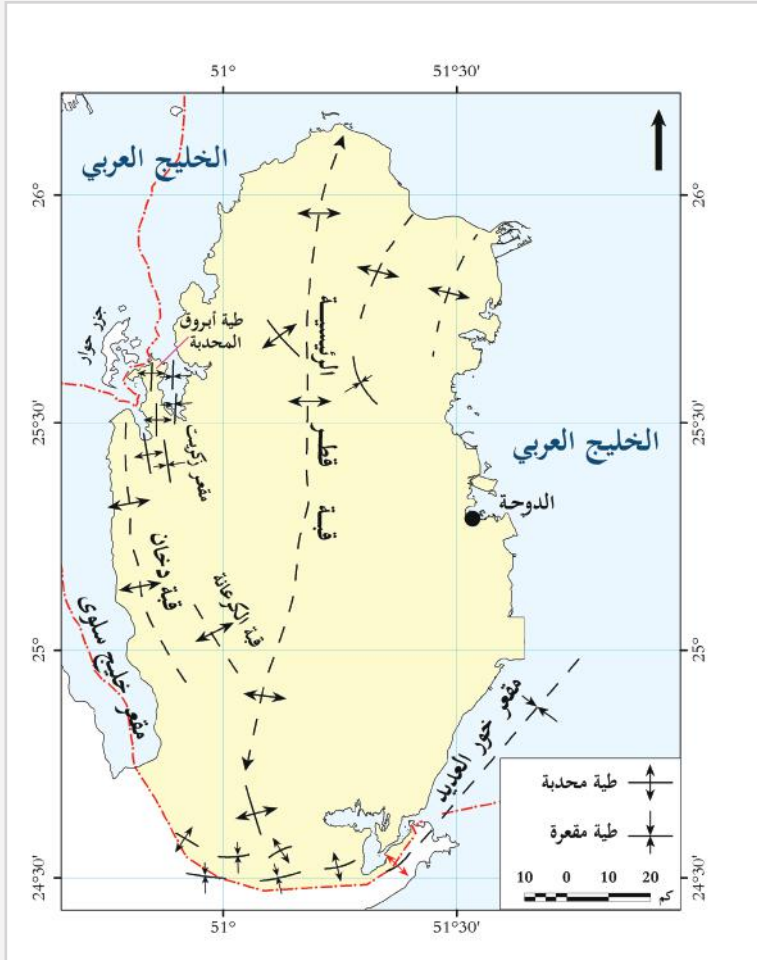 51°
51°30'
الخليج العربي
26°
26°
جزر حوار
طية أبروق
المحدبة
قبة قطر الرئيسيـة
25°30'
25°30'
مقعر زكريت
الخليج العربي
الدوحة
قبة دخان
قبة الكرعانة
مقعر خليج سلوى
25°
25°
مقعر خور العديد
طية محدبة
طية مقعرة
10 0 10 20 كم
24°30'
24°30'
51°
51°30'